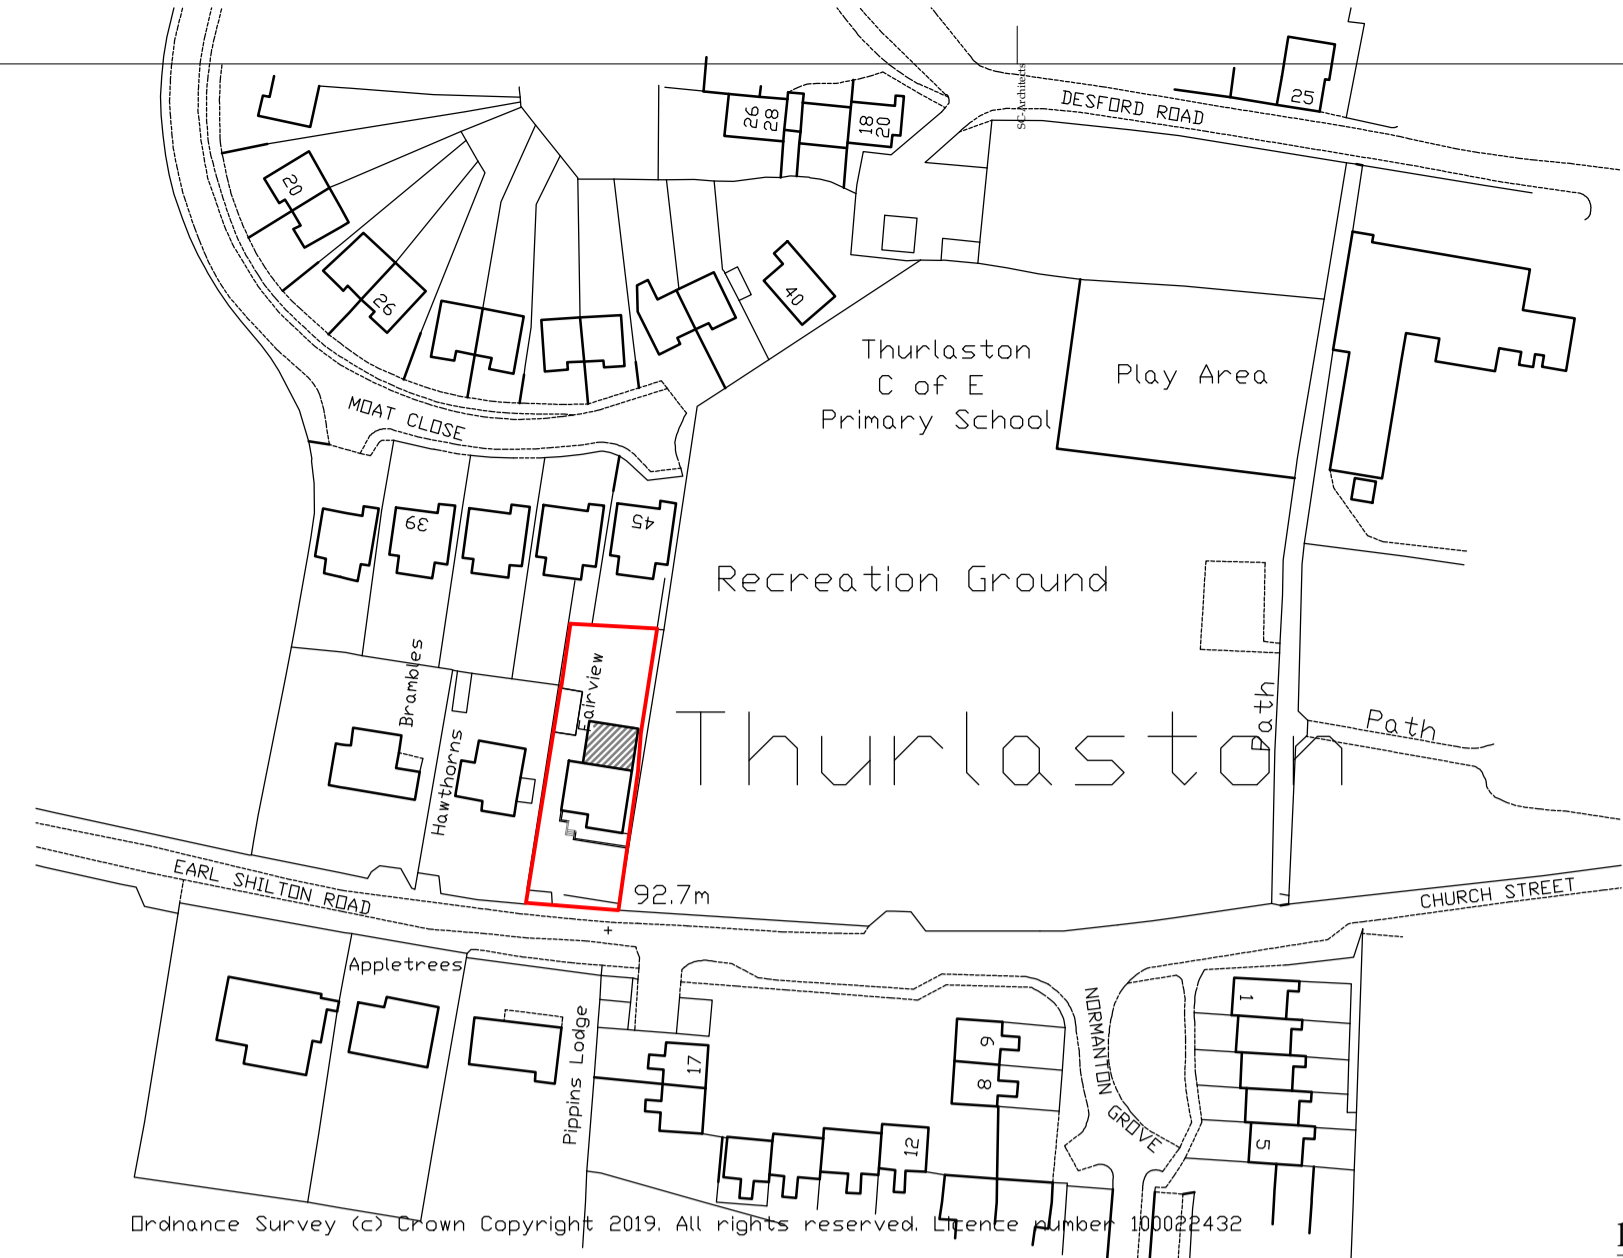 SG-Architects
DESFORD ROAD
25
26
28
18
20
20
26
40
Thurlaston
C of E
Primary School
Play Area
MOAT CLOSE
39
45
Recreation Ground
Brambles
Fairview
Hawthorns
Thurlaston
Path
Path
EARL SHILTON ROAD
92.7m
CHURCH STREET
Appletrees
Pippins Lodge
17
NORMANTON GROVE
9
8
12
1
5
Ordnance Survey (c) Crown Copyright 2019. All rights reserved. Licence number 100022432